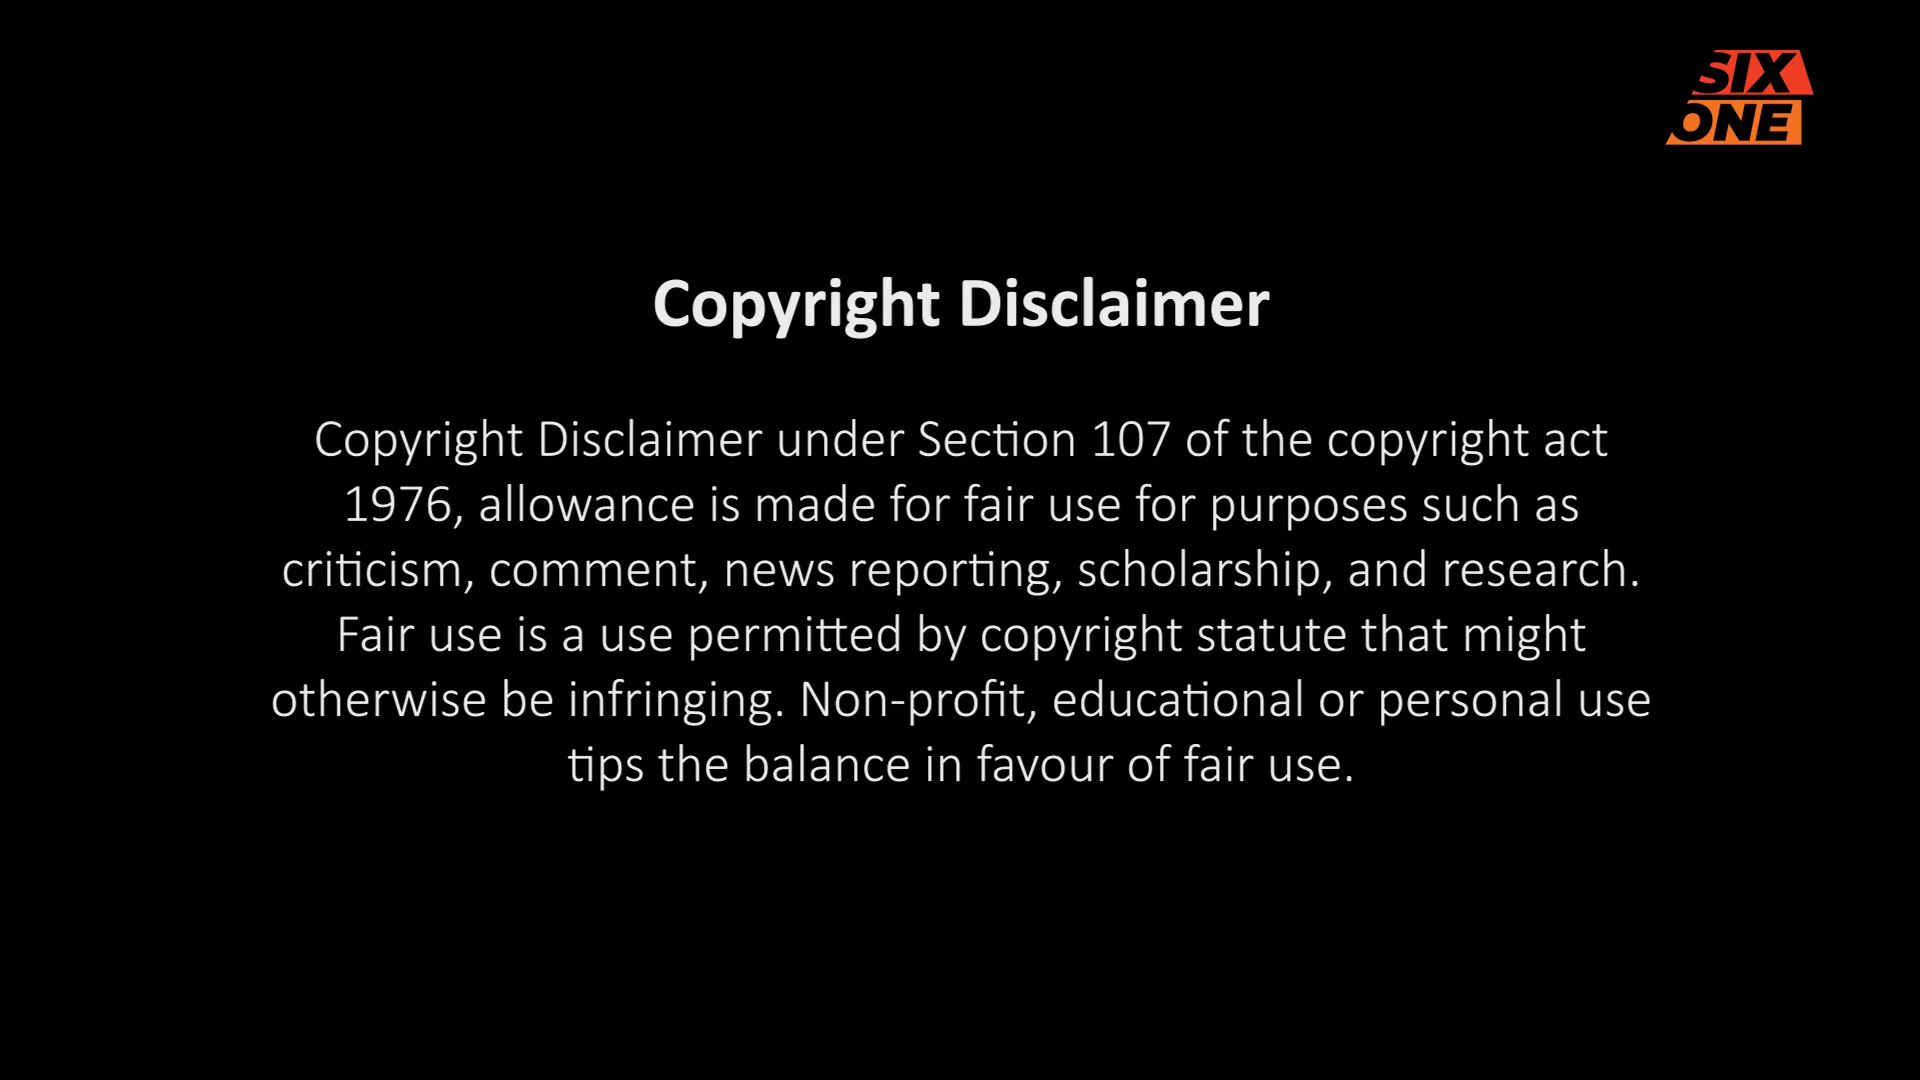 SIX
ONE
Copyright Disclaimer
Copyright Disclaimer under Section 107 of the copyright act
1976, allowance is made for fair use for purposes such as
criticism, comment, news reporting, scholarship, and research.
Fair use is a use permitted by copyright statute that might
otherwise be infringing. Non-profit, educational or personal use
tips the balance in favour of fair use.